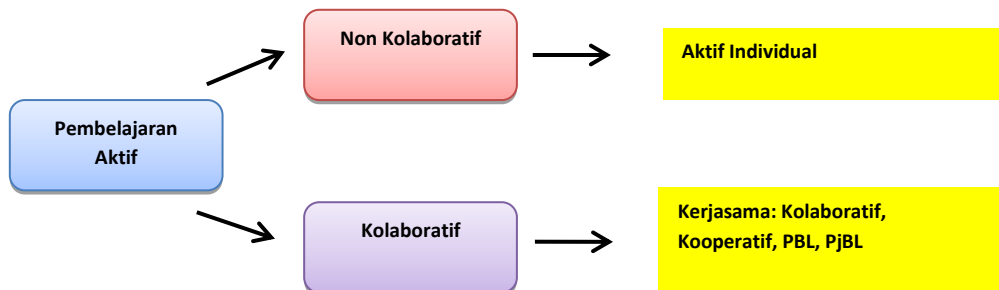 Non Kolaboratif
Aktif Individual
Pembelajaran
Aktif
Kolaboratif
Kerjasama: Kolaboratif,
Kooperatif, PBL, PjBL